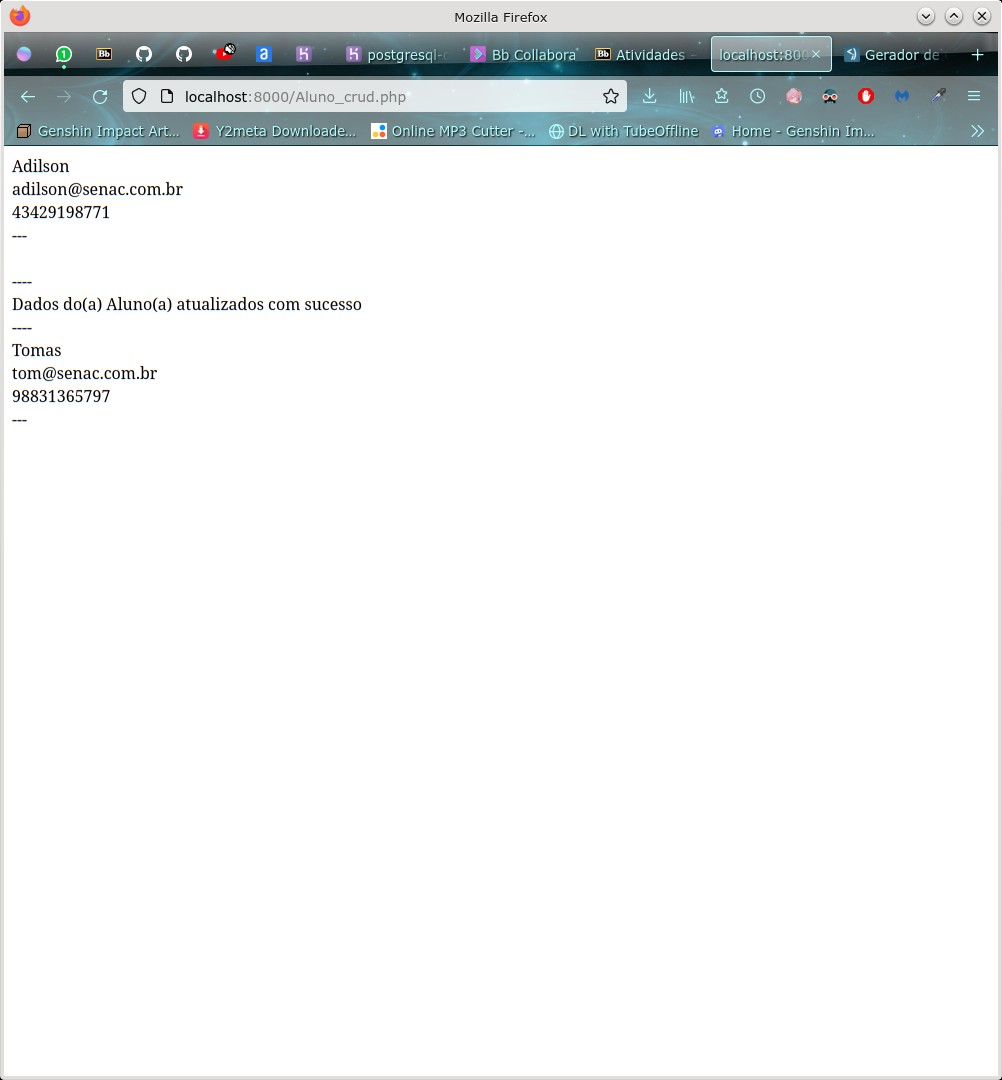 Mozilla Firefox
Bb
a
postgresql-
Bb Collabora
Bb Atividades
localhost:800
Gerador de
localhost:8000/Aluno_crud.php
Genshin Impact Art...
Y2meta Downloade...
Online MP3 Cutter -...
DL with TubeOffline
Home - Genshin Im...
Adilson
adilson@senac.com.br
43429198771
---
----
Dados do(a) Aluno(a) atualizados com sucesso
----
Tomas
tom@senac.com.br
98831365797
---